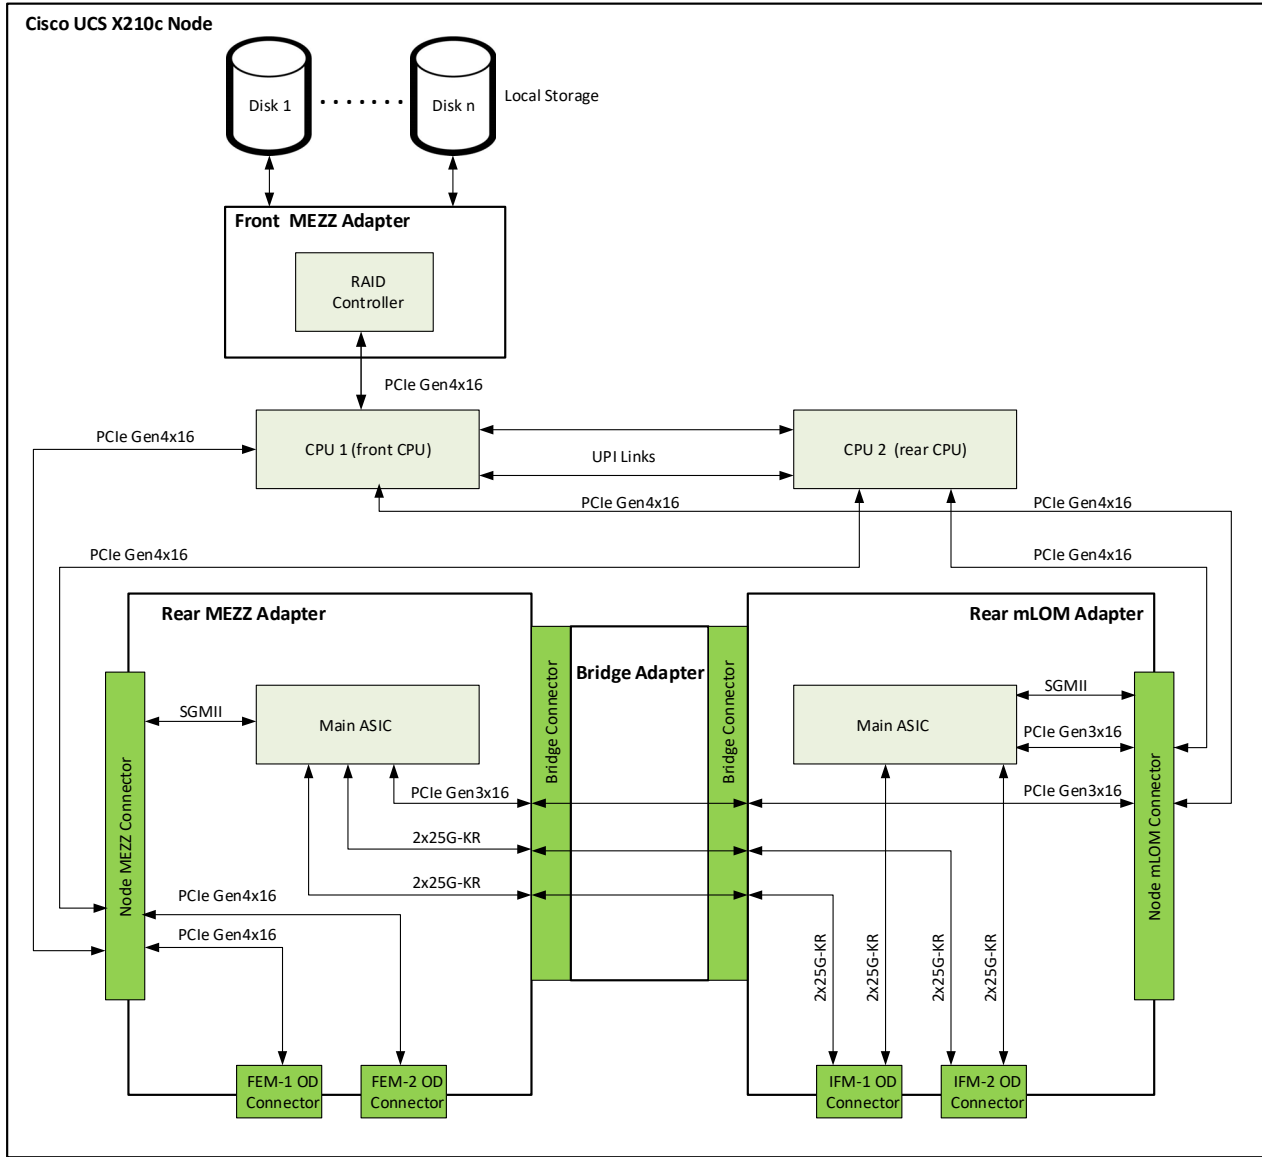 Cisco UCS X210c Node
Disk 1
Disk n
Local Storage
Front MEZZ Adapter
RAID
Controller
PCIe Gen4x16
PCIe Gen4x16
CPU 1 (front CPU)
UPI Links
CPU 2 (rear CPU)
PCIe Gen4x16
PCIe Gen4x16
PCIe Gen4x16
PCIe Gen4x16
Rear MEZZ Adapter
Rear mLOM Adapter
Bridge Adapter
Bridge Connector
Bridge Connector
SGMII
Main ASIC
Main ASIC
SGMII
PCIe Gen3x16
PCIe Gen3x16
PCIe Gen3x16
2x25G-KR
2x25G-KR
Node MEZZ Connector
Node mLOM Connector
PCIe Gen4x16
PCIe Gen4x16
2x25G-KR
2x25G-KR
2x25G-KR
2x25G-KR
FEM-1 OD
Connector
FEM-2 OD
Connector
IFM-1 OD
Connector
IFM-2 OD
Connector